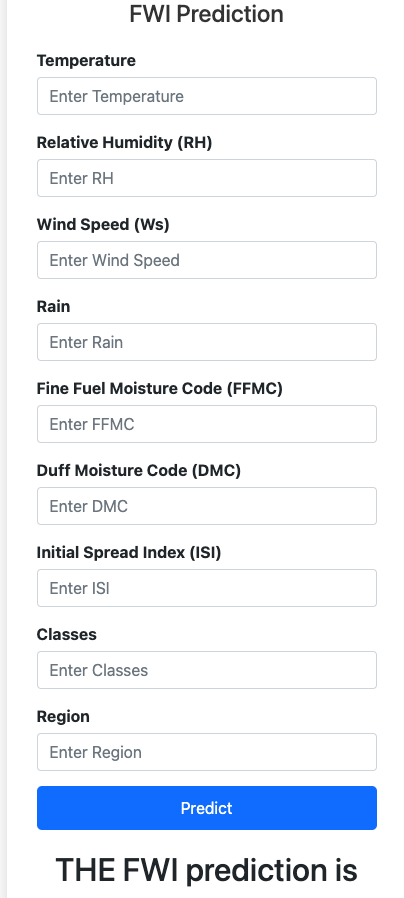 FWI Prediction
Temperature
Enter Temperature
Relative Humidity (RH)
Enter RH
Wind Speed (Ws)
Enter Wind Speed
Rain
Enter Rain
Fine Fuel Moisture Code (FFMC)
Enter FFMC
Duff Moisture Code (DMC)
Enter DMC
Initial Spread Index (ISI)
Enter ISI
Classes
Enter Classes
Region
Enter Region
Predict
THE FWI prediction is